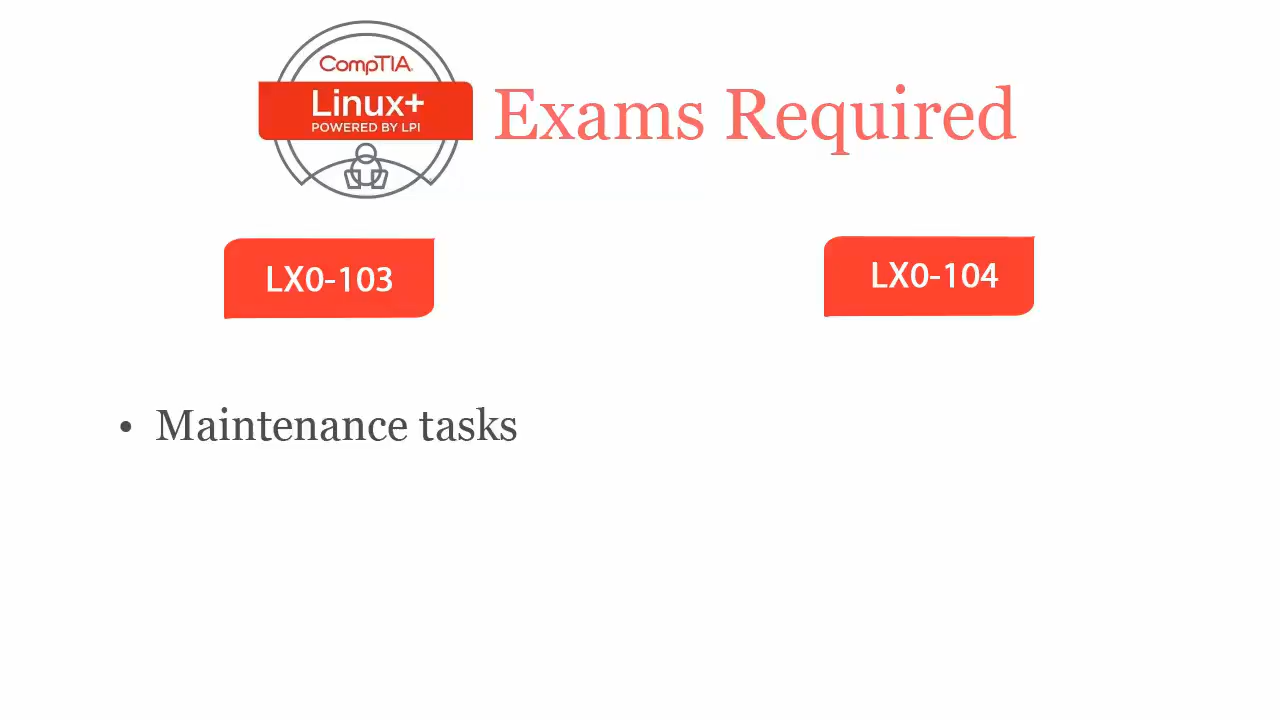 CompTIA
Linux+
POWERED BY LPI
Exams Required
LX0-103
LX0-104
• Maintenance tasks